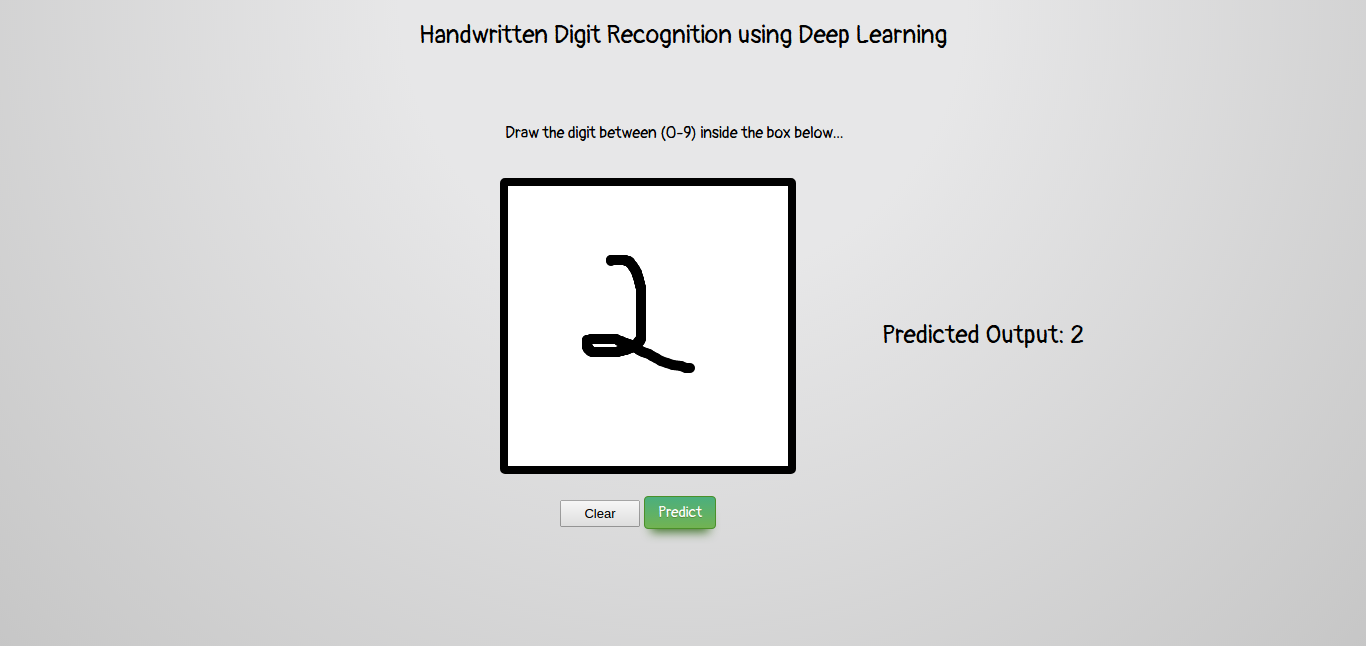 Handwritten Digit Recognition using Deep Learning
Draw the digit between (0-9) inside the box below...
2
Predicted Output: 2
Clear
Predict